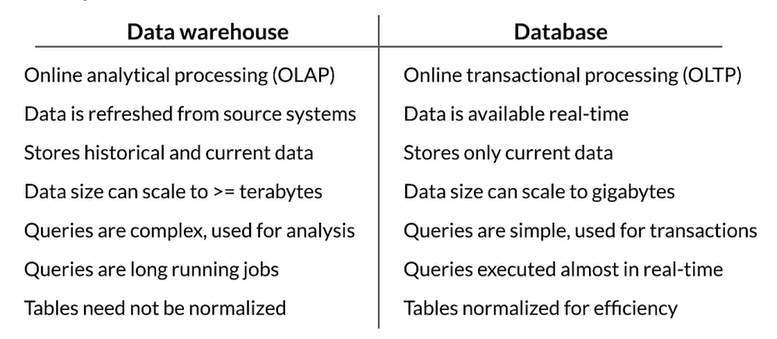 Data warehouse Database
Online analytical processing (OLAP) Online transactional processing (OLTP)
Data is refreshed from source systems Data is available real-time
Stores historical and current data Stores only current data
Data size can scale to >= terabytes Data size can scale to gigabytes
Queries are complex, used for analysis Queries are simple, used for transactions
Queries are long running jobs Queries executed almost in real-time
Tables need not be normalized Tables normalized for efficiency